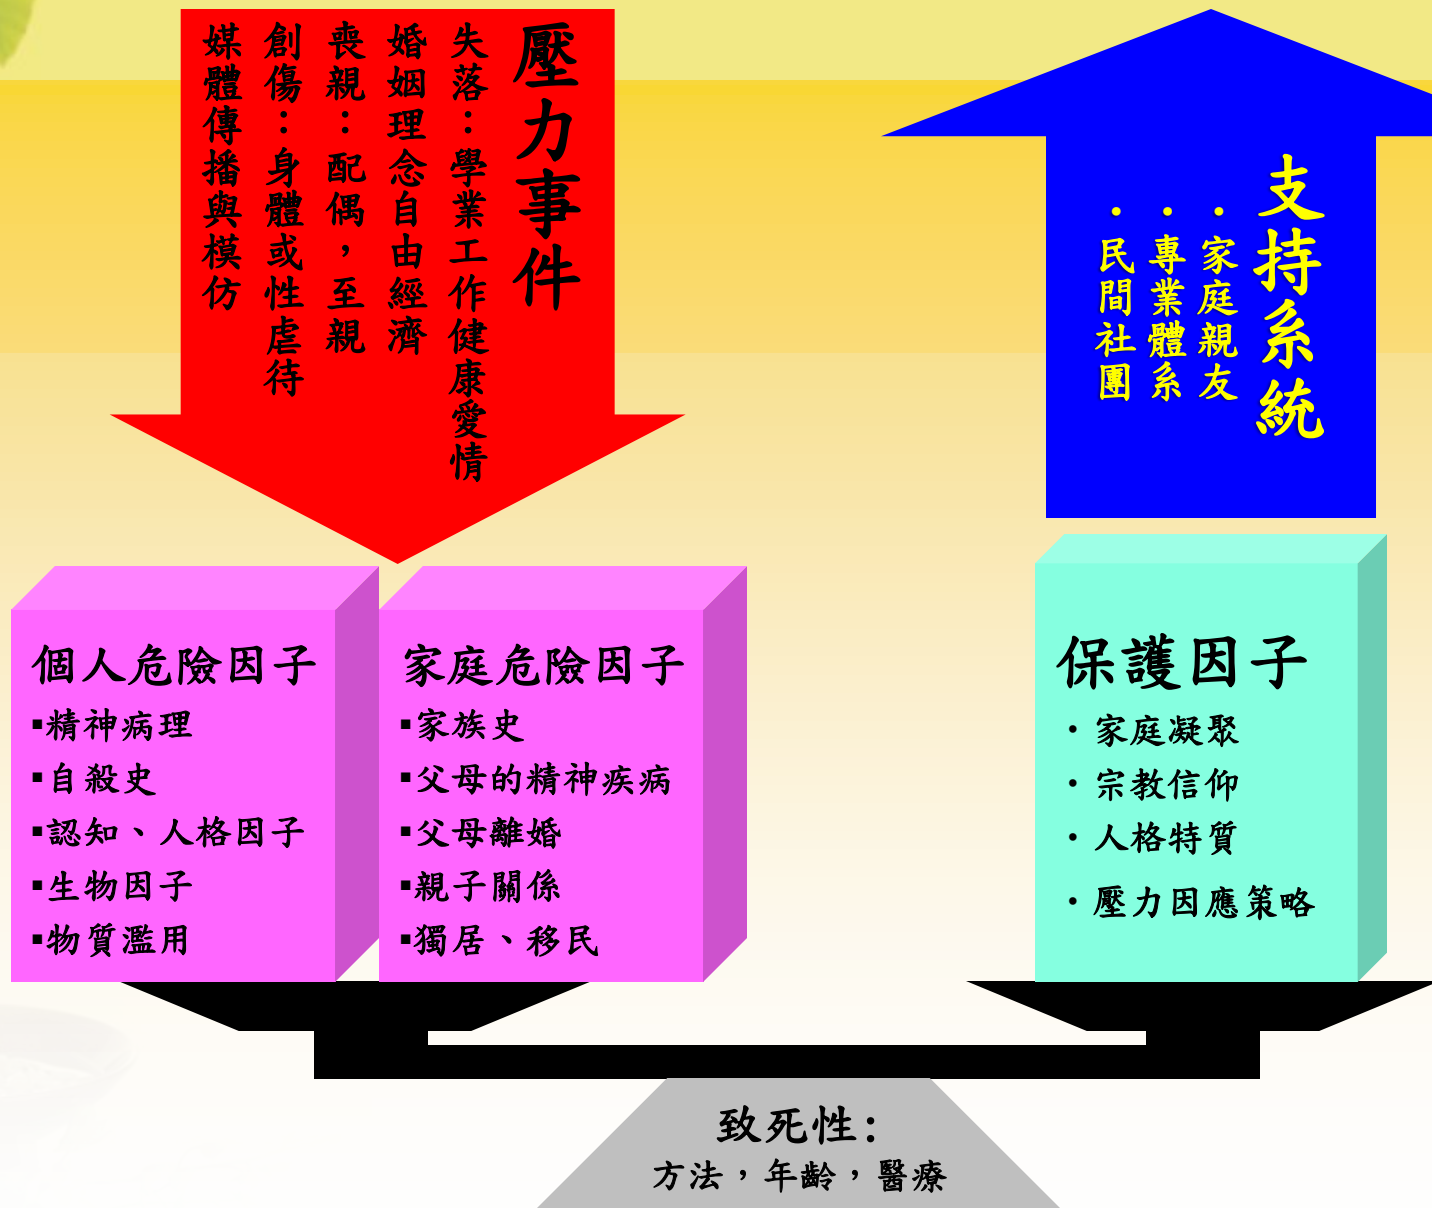 壓力事件
失落：學業工作健康愛情
婚姻理念自由經濟
喪親：配偶，至親
創傷：身體或性虐待
媒體傳播與模仿
支持系統
・家庭親友
・專業體系
・民間社團
個人危險因子
▪精神病理
▪自殺史
▪認知、人格因子
▪生物因子
▪物質濫用
家庭危險因子
▪家族史
▪父母的精神疾病
▪父母離婚
▪親子關係
▪獨居、移民
保護因子
・家庭凝聚
・宗教信仰
・人格特質
・壓力因應策略
致死性:
方法，年齡，醫療